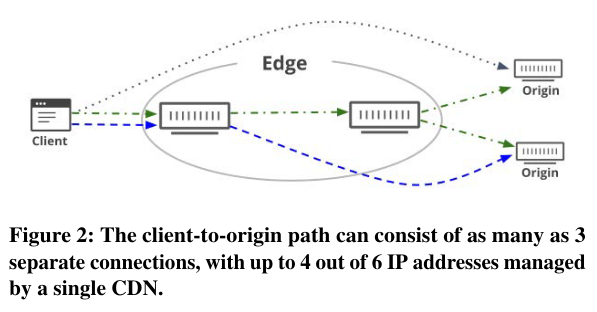 Edge
Origin
Client
Origin
Figure 2: The client-to-origin path can consist of as many as 3
separate connections, with up to 4 out of 6 IP addresses managed
by a single CDN.